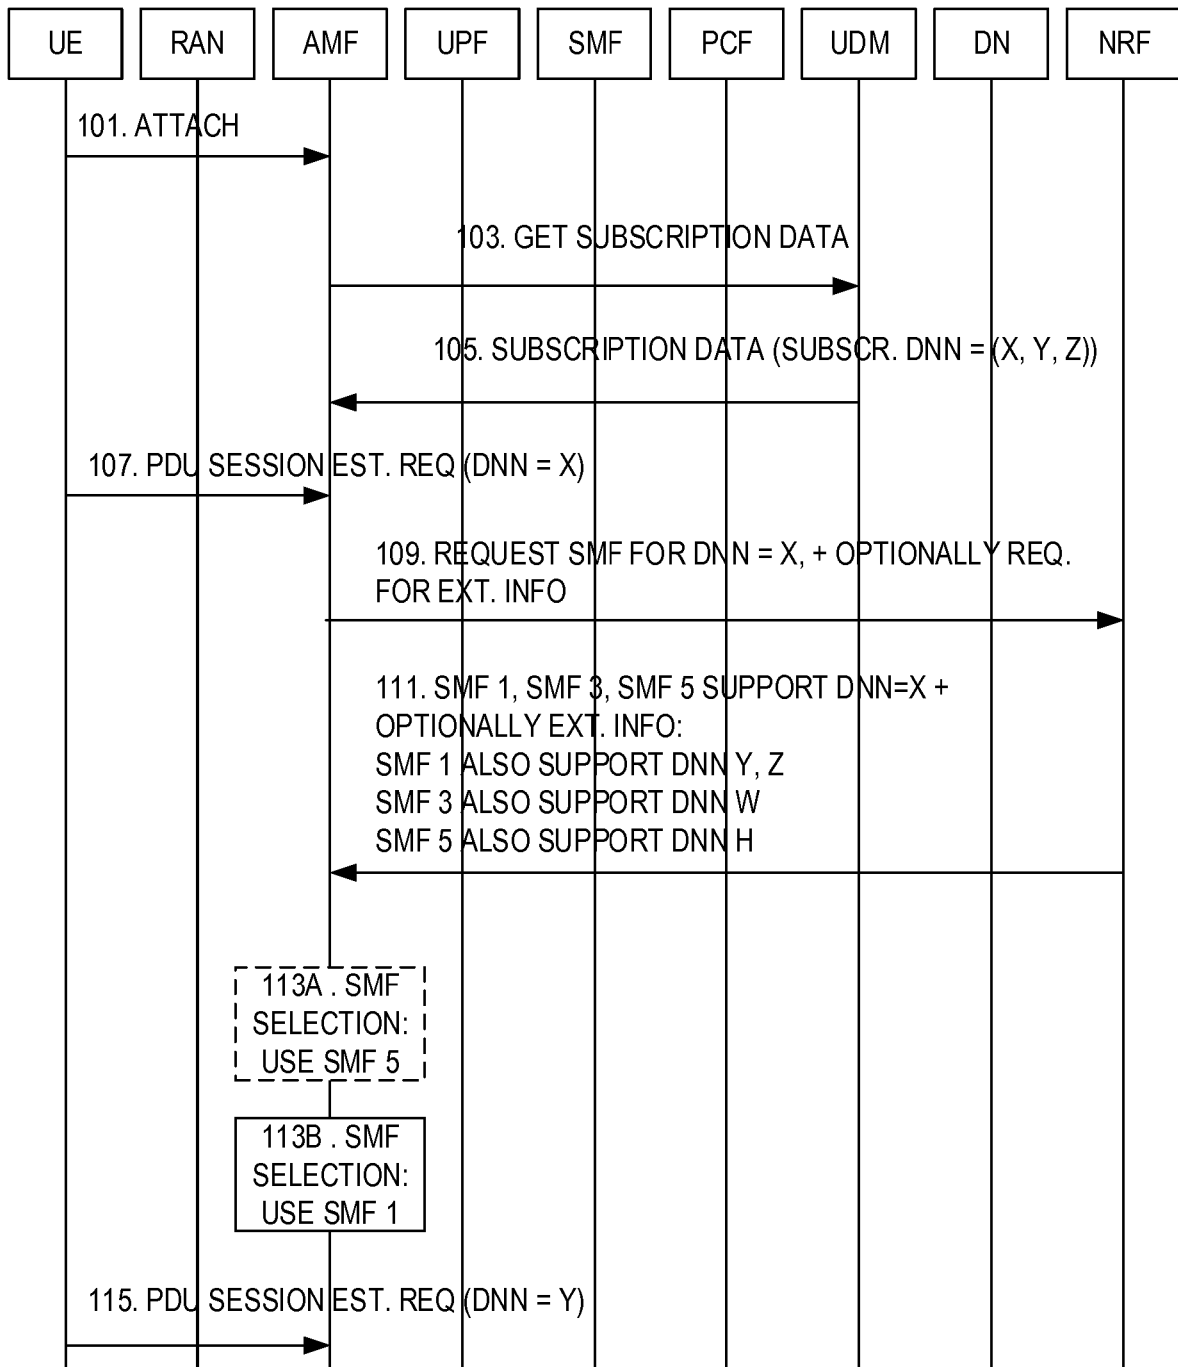 UE RAN AMF UPF SMF PCF UDM DN NRF
101. ATTACH
103. GET SUBSCRIPTION DATA
105. SUBSCRIPTION DATA (SUBSCR. DNN = (X, Y, Z))
107. PDU SESSION EST. REQ (DNN = X)
109. REQUEST SMF FOR DNN = X, + OPTIONALLY REQ.
FOR EXT. INFO
111. SMF 1, SMF 3, SMF 5 SUPPORT DNN=X +
OPTIONALLY EXT. INFO:
SMF 1 ALSO SUPPORT DNN Y, Z
SMF 3 ALSO SUPPORT DNN W
SMF 5 ALSO SUPPORT DNN H
113A . SMF
SELECTION:
USE SMF 5
113B . SMF
SELECTION:
USE SMF 1
115. PDU SESSION EST. REQ (DNN = Y)